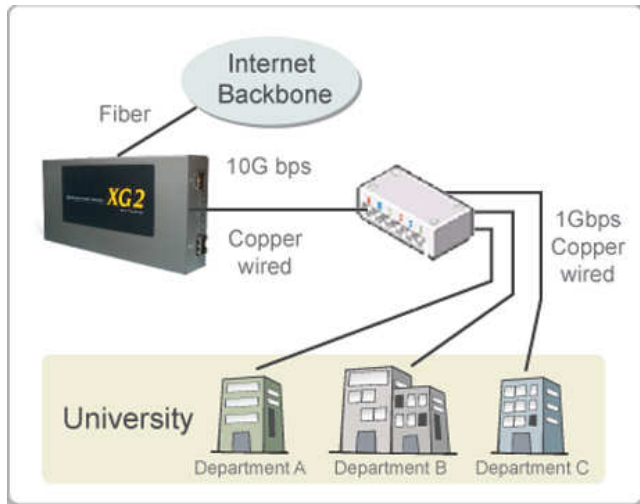 Internet
Backbone
Fiber
10G bps
XG2
Copper
wired
1Gbps
Copper
wired
University
Department A
Department B
Department C